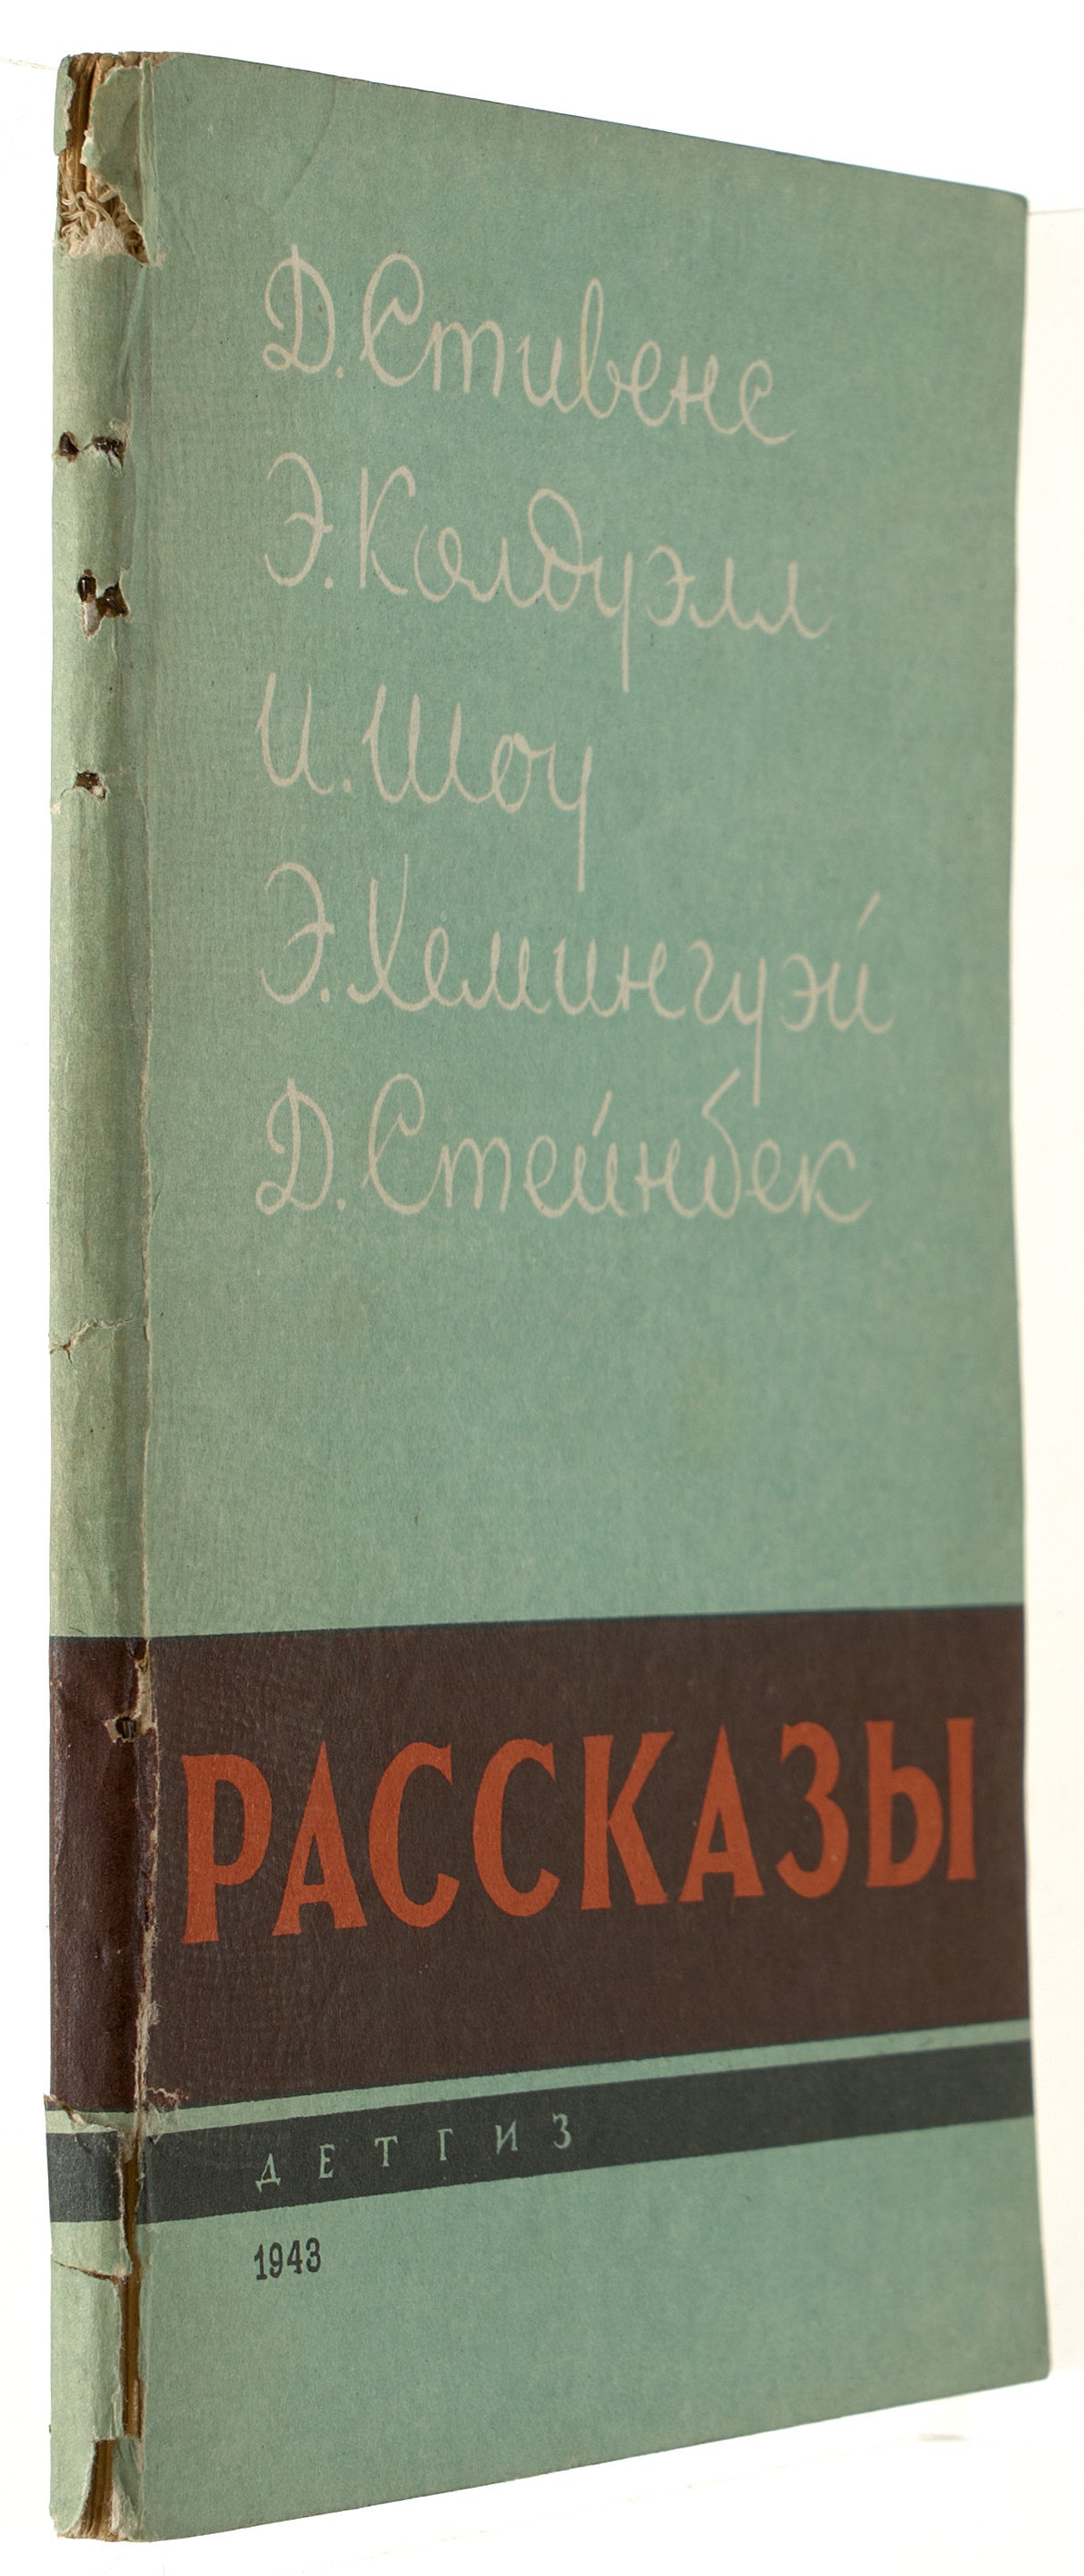 Д. Стивенс
Э. Колдуэлл
И. Шоу
Э. Хемингуэй
Д. Стейнбек
РАССКАЗЫ
ДЕТГИЗ
1943